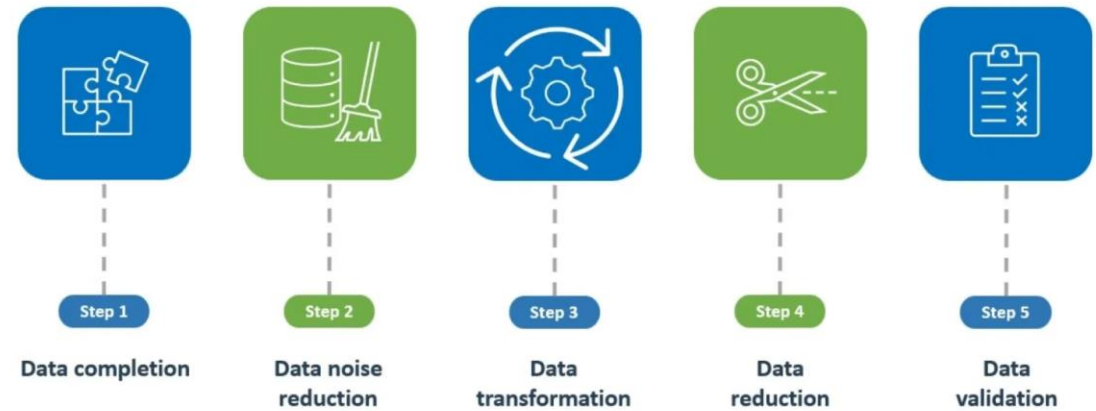 Step 1
Step 2
Step 3
Step 4
Step 5
Data completion
Data noise
reduction
Data
transformation
Data
reduction
Data
validation